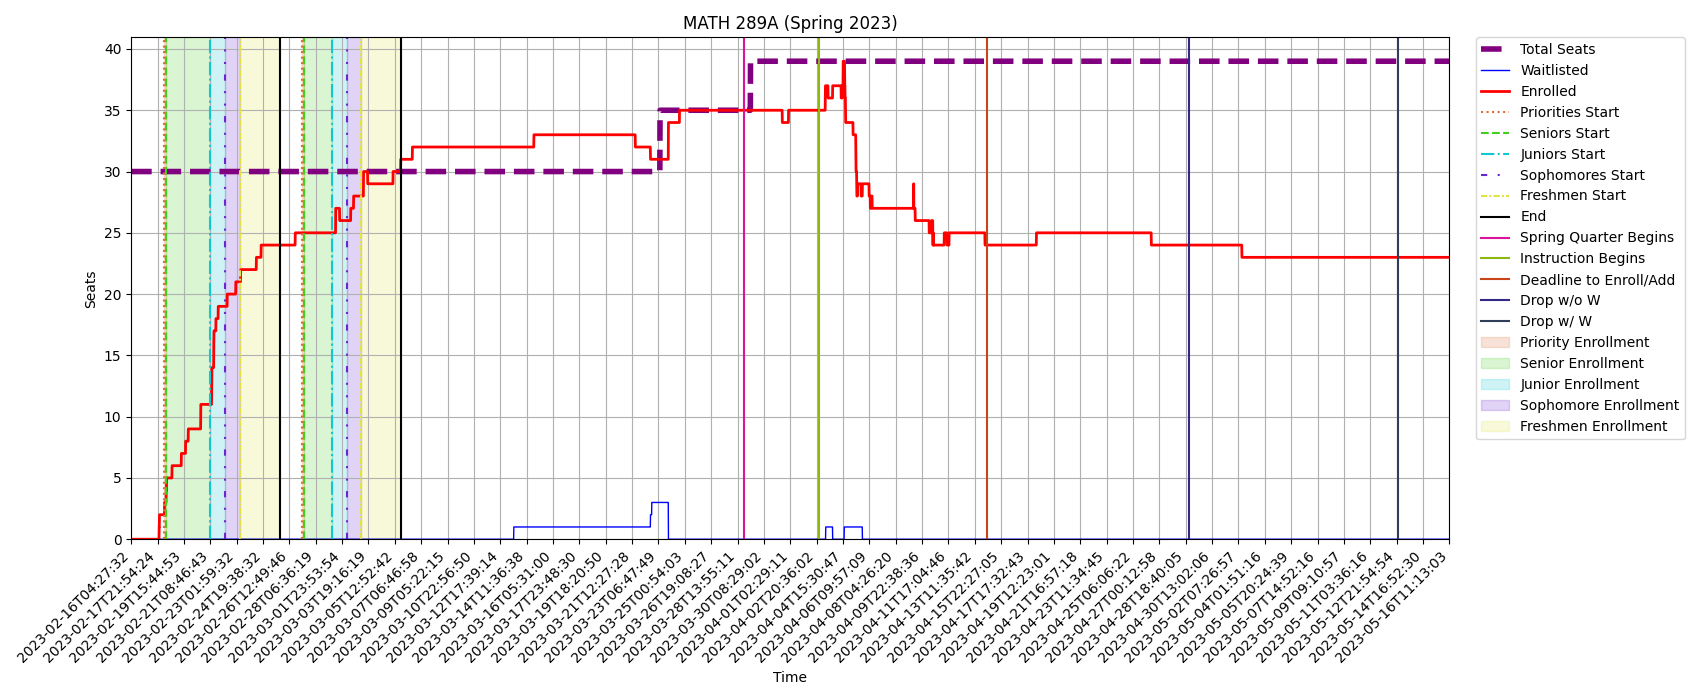 MATH 289A (Spring 2023)
Seats
40
35
30
25
20
15
10
5
0
2023-02-16T04:27:32
2023-02-17T21:54:24
2023-02-19T15:44:53
2023-02-21T08:46:43
2023-02-23T01:59:32
2023-02-24T19:38:32
2023-02-26T12:49:46
2023-02-28T06:36:19
2023-03-01T23:53:54
2023-03-03T19:16:19
2023-03-05T12:52:42
2023-03-07T06:46:58
2023-03-09T05:22:15
2023-03-10T22:56:50
2023-03-12T17:39:14
2023-03-14T11:36:38
2023-03-16T05:31:00
2023-03-17T23:48:30
2023-03-19T18:20:50
2023-03-21T12:27:28
2023-03-23T06:47:49
2023-03-25T00:54:03
2023-03-26T19:08:27
2023-03-28T13:55:11
2023-03-30T08:29:02
2023-04-01T02:29:11
2023-04-02T20:36:02
2023-04-04T15:30:47
2023-04-06T09:57:09
2023-04-08T04:26:20
2023-04-09T22:38:36
2023-04-11T17:04:46
2023-04-13T11:35:42
2023-04-15T22:27:05
2023-04-17T17:32:43
2023-04-19T12:23:01
2023-04-21T16:57:18
2023-04-23T11:34:45
2023-04-25T06:06:22
2023-04-27T00:12:58
2023-04-28T18:40:05
2023-04-30T13:02:06
2023-05-02T07:26:57
2023-05-04T01:51:16
2023-05-05T20:24:39
2023-05-07T14:52:16
2023-05-09T09:10:57
2023-05-11T03:36:16
2023-05-12T21:54:54
2023-05-14T16:52:30
2023-05-16T11:13:03
Time
Total Seats
Waitlisted
Enrolled
Priorities Start
Seniors Start
Juniors Start
Sophomores Start
Freshmen Start
End
Spring Quarter Begins
Instruction Begins
Deadline to Enroll/Add
Drop w/o W
Drop w/ W
Priority Enrollment
Senior Enrollment
Junior Enrollment
Sophomore Enrollment
Freshmen Enrollment